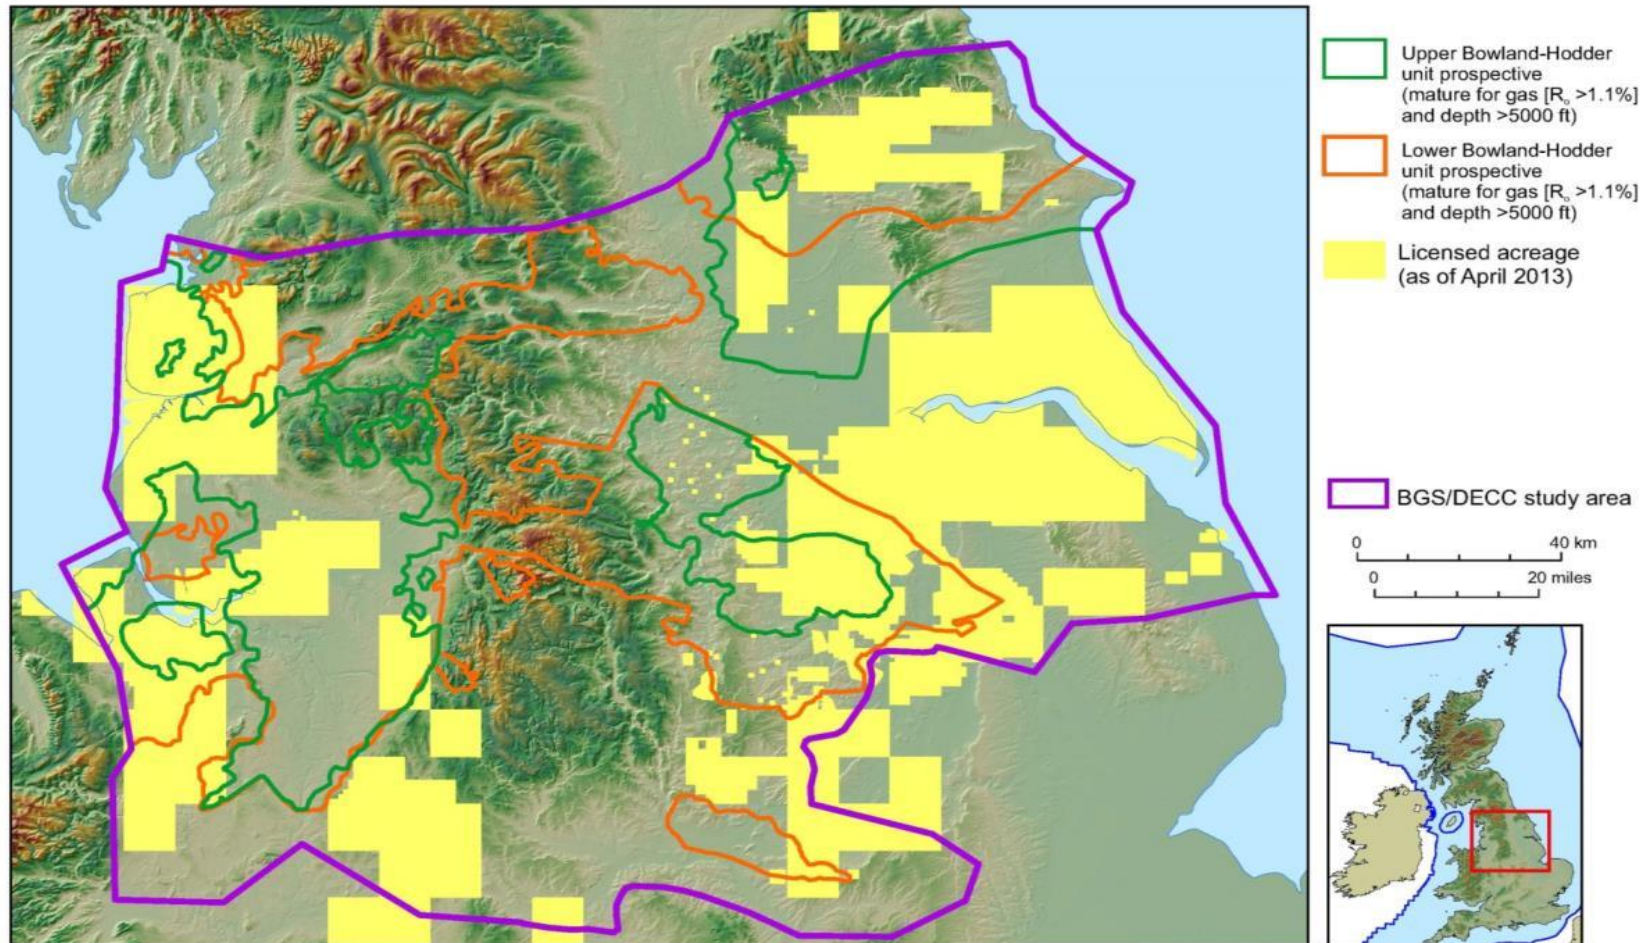 Upper Bowland-Hodder
unit prospective
(mature for gas [Rₒ >1.1%]
and depth >5000 ft)
Lower Bowland-Hodder
unit prospective
(mature for gas [Rₒ >1.1%]
and depth >5000 ft)
Licensed acreage
(as of April 2013)
BGS/DECC study area
0 40 km
0 20 miles